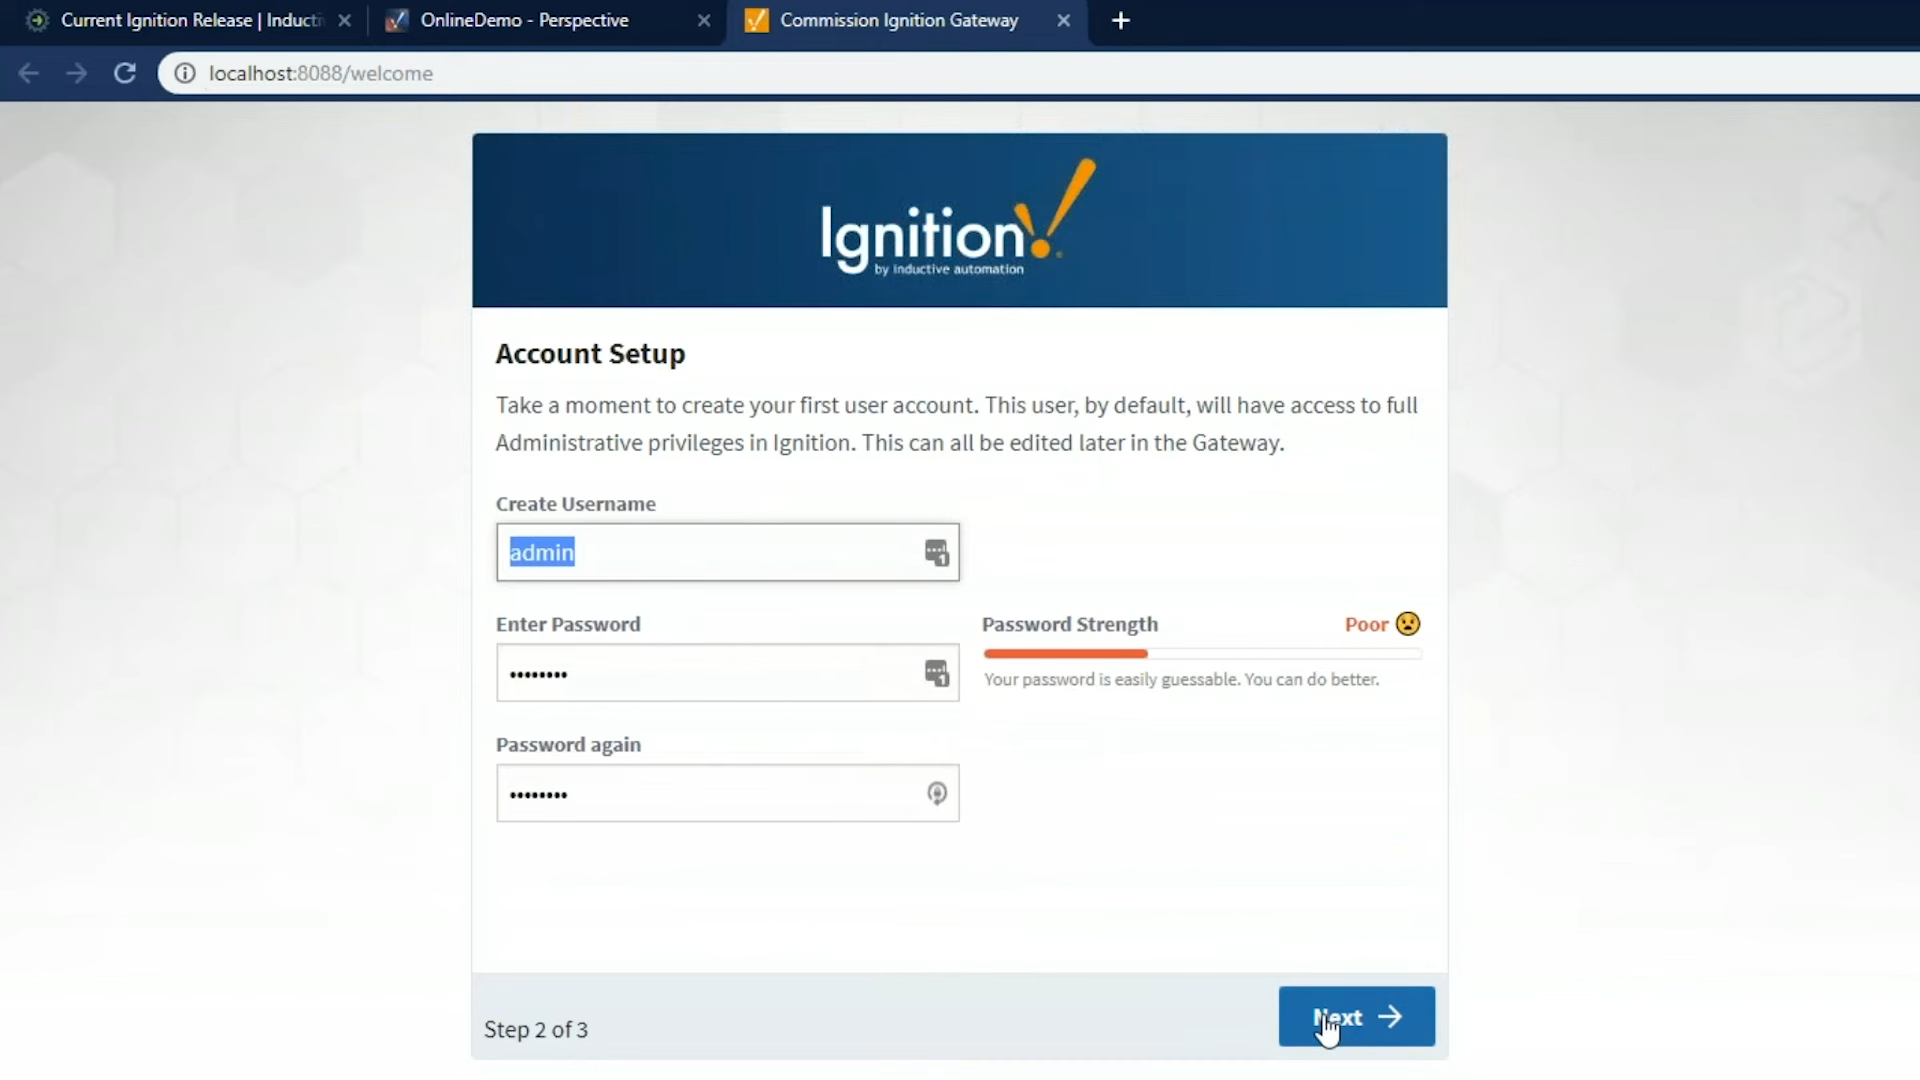 Current Ignition Release | Inducti
OnlineDemo - Perspective
Commission Ignition Gateway
localhost:8088/welcome
Ignition
by inductive automation
Account Setup
Take a moment to create your first user account. This user, by default, will have access to full
Administrative privileges in Ignition. This can all be edited later in the Gateway.
Create Username
admin
Enter Password
••••••••
Password Strength
Poor
Your password is easily guessable. You can do better.
Password again
••••••••
Step 2 of 3
Next